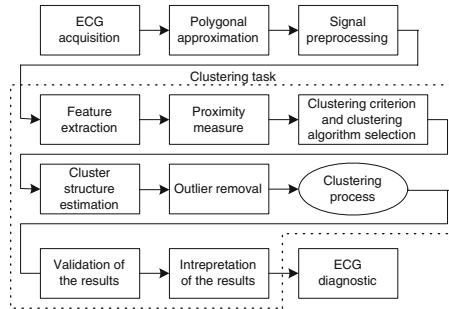 ECG
acquisition
Polygonal
approximation
Signal
preprocessing
Clustering task
Feature
extraction
Proximity
measure
Clustering criterion
and clustering
algorithm selection
Cluster
structure
estimation
Outlier removal
Clustering
process
Validation of
the results
Intrepretation
of the results
ECG
diagnostic